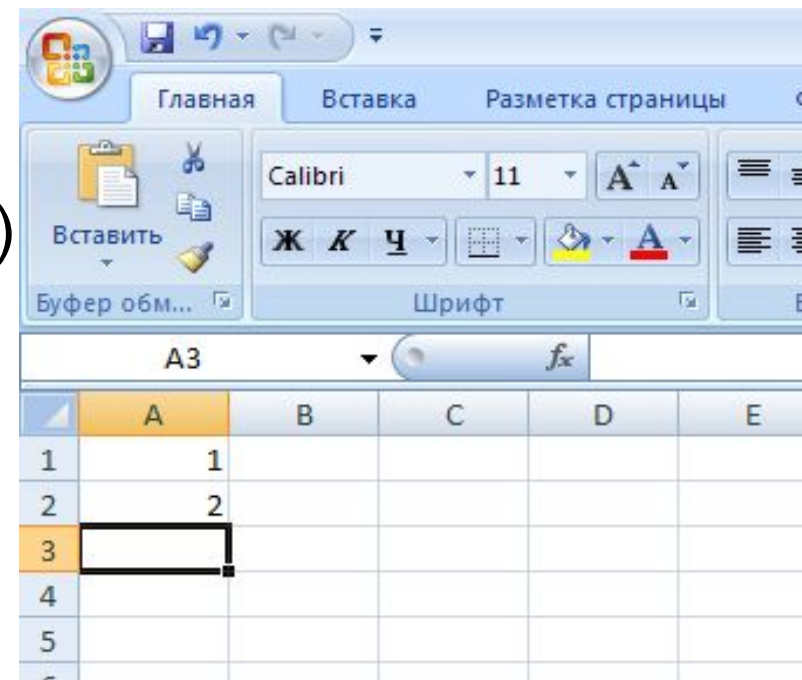 Главная Вставка Разметка страницы
Calibri 11 A A
)
Вставить Ж К Ч A
Буфер обм... Шрифт
A3 fx
A B C D E
1 1
2 2
3
4
5